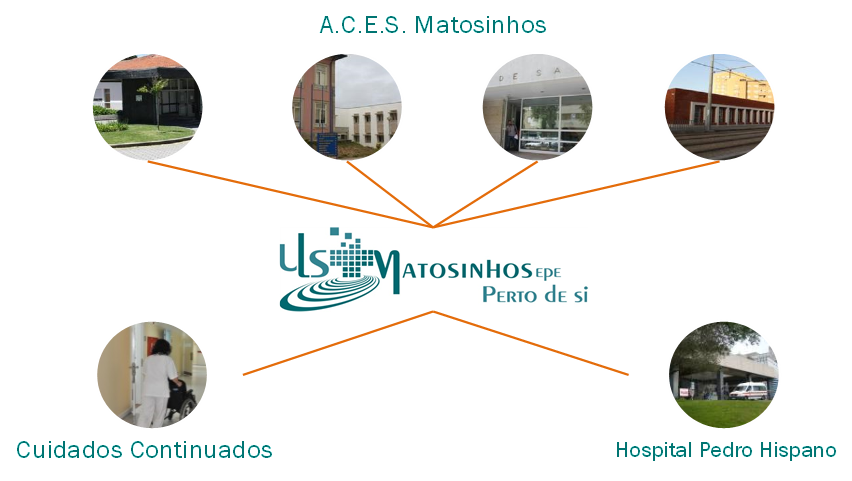 A.C.E.S. Matosinhos
D E S A
ULS MATOSINHOS EPE
PERTO DE SI
Cuidados Continuados
Hospital Pedro Hispano